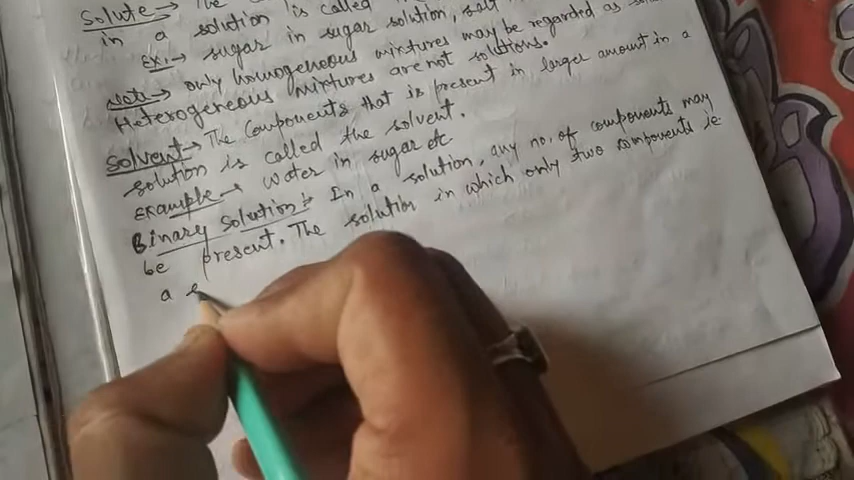 Solute → The
in a solution is called
Ex:→ sugar in sugar solution, salt
Note:→ only homogeneous mixtures may be regarded as
Heterogeneous mixtures are not solutions.
Solvent → The components that is present in larger amount in a
solution is called the solvent.
Example → water in sugar etc
Binary solution :→ In a solution, any no. of components may
be present. The solution in which only two components is
a